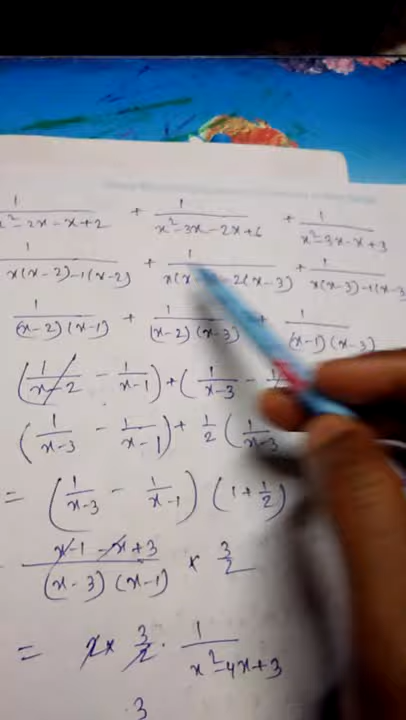 1/(x²-2x-x+2) + 1/(x²-3x-2x+6 + 1/(x²-3x-x+3
1/(x(x-2)-1(x-2)) + 1/(x(x 2(x-3)) + 1/(x(x-3)-1(x-3
1/((x-2)(x-1)) + 1/((x-2)(x-3)) + 1/((x-1)(x-3))
(1/(x-2) - 1/(x-1)) + (1/(x-3) - 1/
(1/(x-3) - 1/(x-1)) + 1/2 (1/(x-3
= (1/(x-3) - 1/(x-1)) (1+1/2)
(x-1-x+3)/((x-3)(x-1)) × 3/2
= 2 × 3/2 · 1/(x²-4x+3)
3